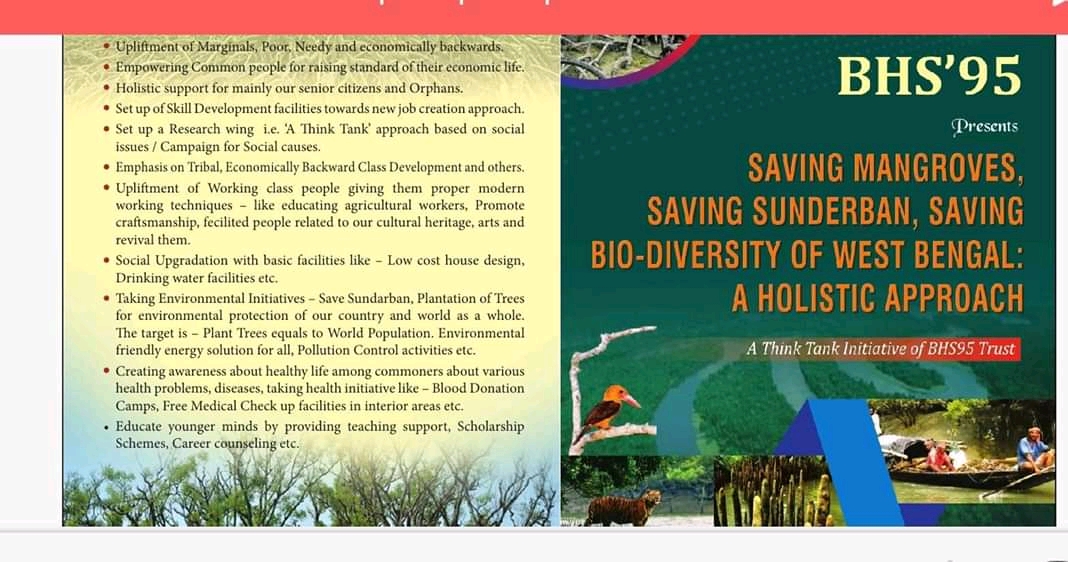 • Upliftment of Marginals, Poor, Needy and economically backwards.
• Empowering Common people for raising standard of their economic life.
• Holistic support for mainly our senior citizens and Orphans.
• Set up of Skill Development facilities towards new job creation approach.
• Set up a Research wing i.e. 'A Think Tank' approach based on social
issues / Campaign for Social causes.
• Emphasis on Tribal, Economically Backward Class Development and others.
• Upliftment of Working class people giving them proper modern
working techniques – like educating agricultural workers, Promote
craftsmanship, fecilited people related to our cultural heritage, arts and
revival them.
• Social Upgradation with basic facilities like – Low cost house design,
Drinking water facilities etc.
• Taking Environmental Initiatives – Save Sundarban, Plantation of Trees
for environmental protection of our country and world as a whole.
The target is – Plant Trees equals to World Population. Environmental
friendly energy solution for all, Pollution Control activities etc.
• Creating awareness about healthy life among commoners about various
health problems, diseases, taking health initiative like – Blood Donation
Camps, Free Medical Check up facilities in interior areas etc.
• Educate younger minds by providing teaching support, Scholarship
Schemes, Career counseling etc.
BHS'95
Presents
SAVING MANGROVES,
SAVING SUNDERBAN, SAVING
BIO-DIVERSITY OF WEST BENGAL:
A HOLISTIC APPROACH
A Think Tank Initiative of BHS95 Trust